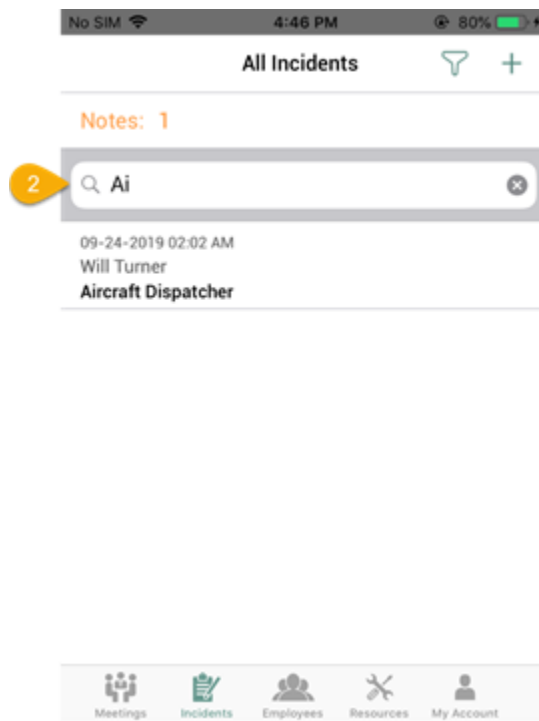 No SIM 4:46 PM 80%
All Incidents
Notes: 1
2
Ai
09-24-2019 02:02 AM
Will Turner
Aircraft Dispatcher
Meetings Incidents Employees Resources My Account